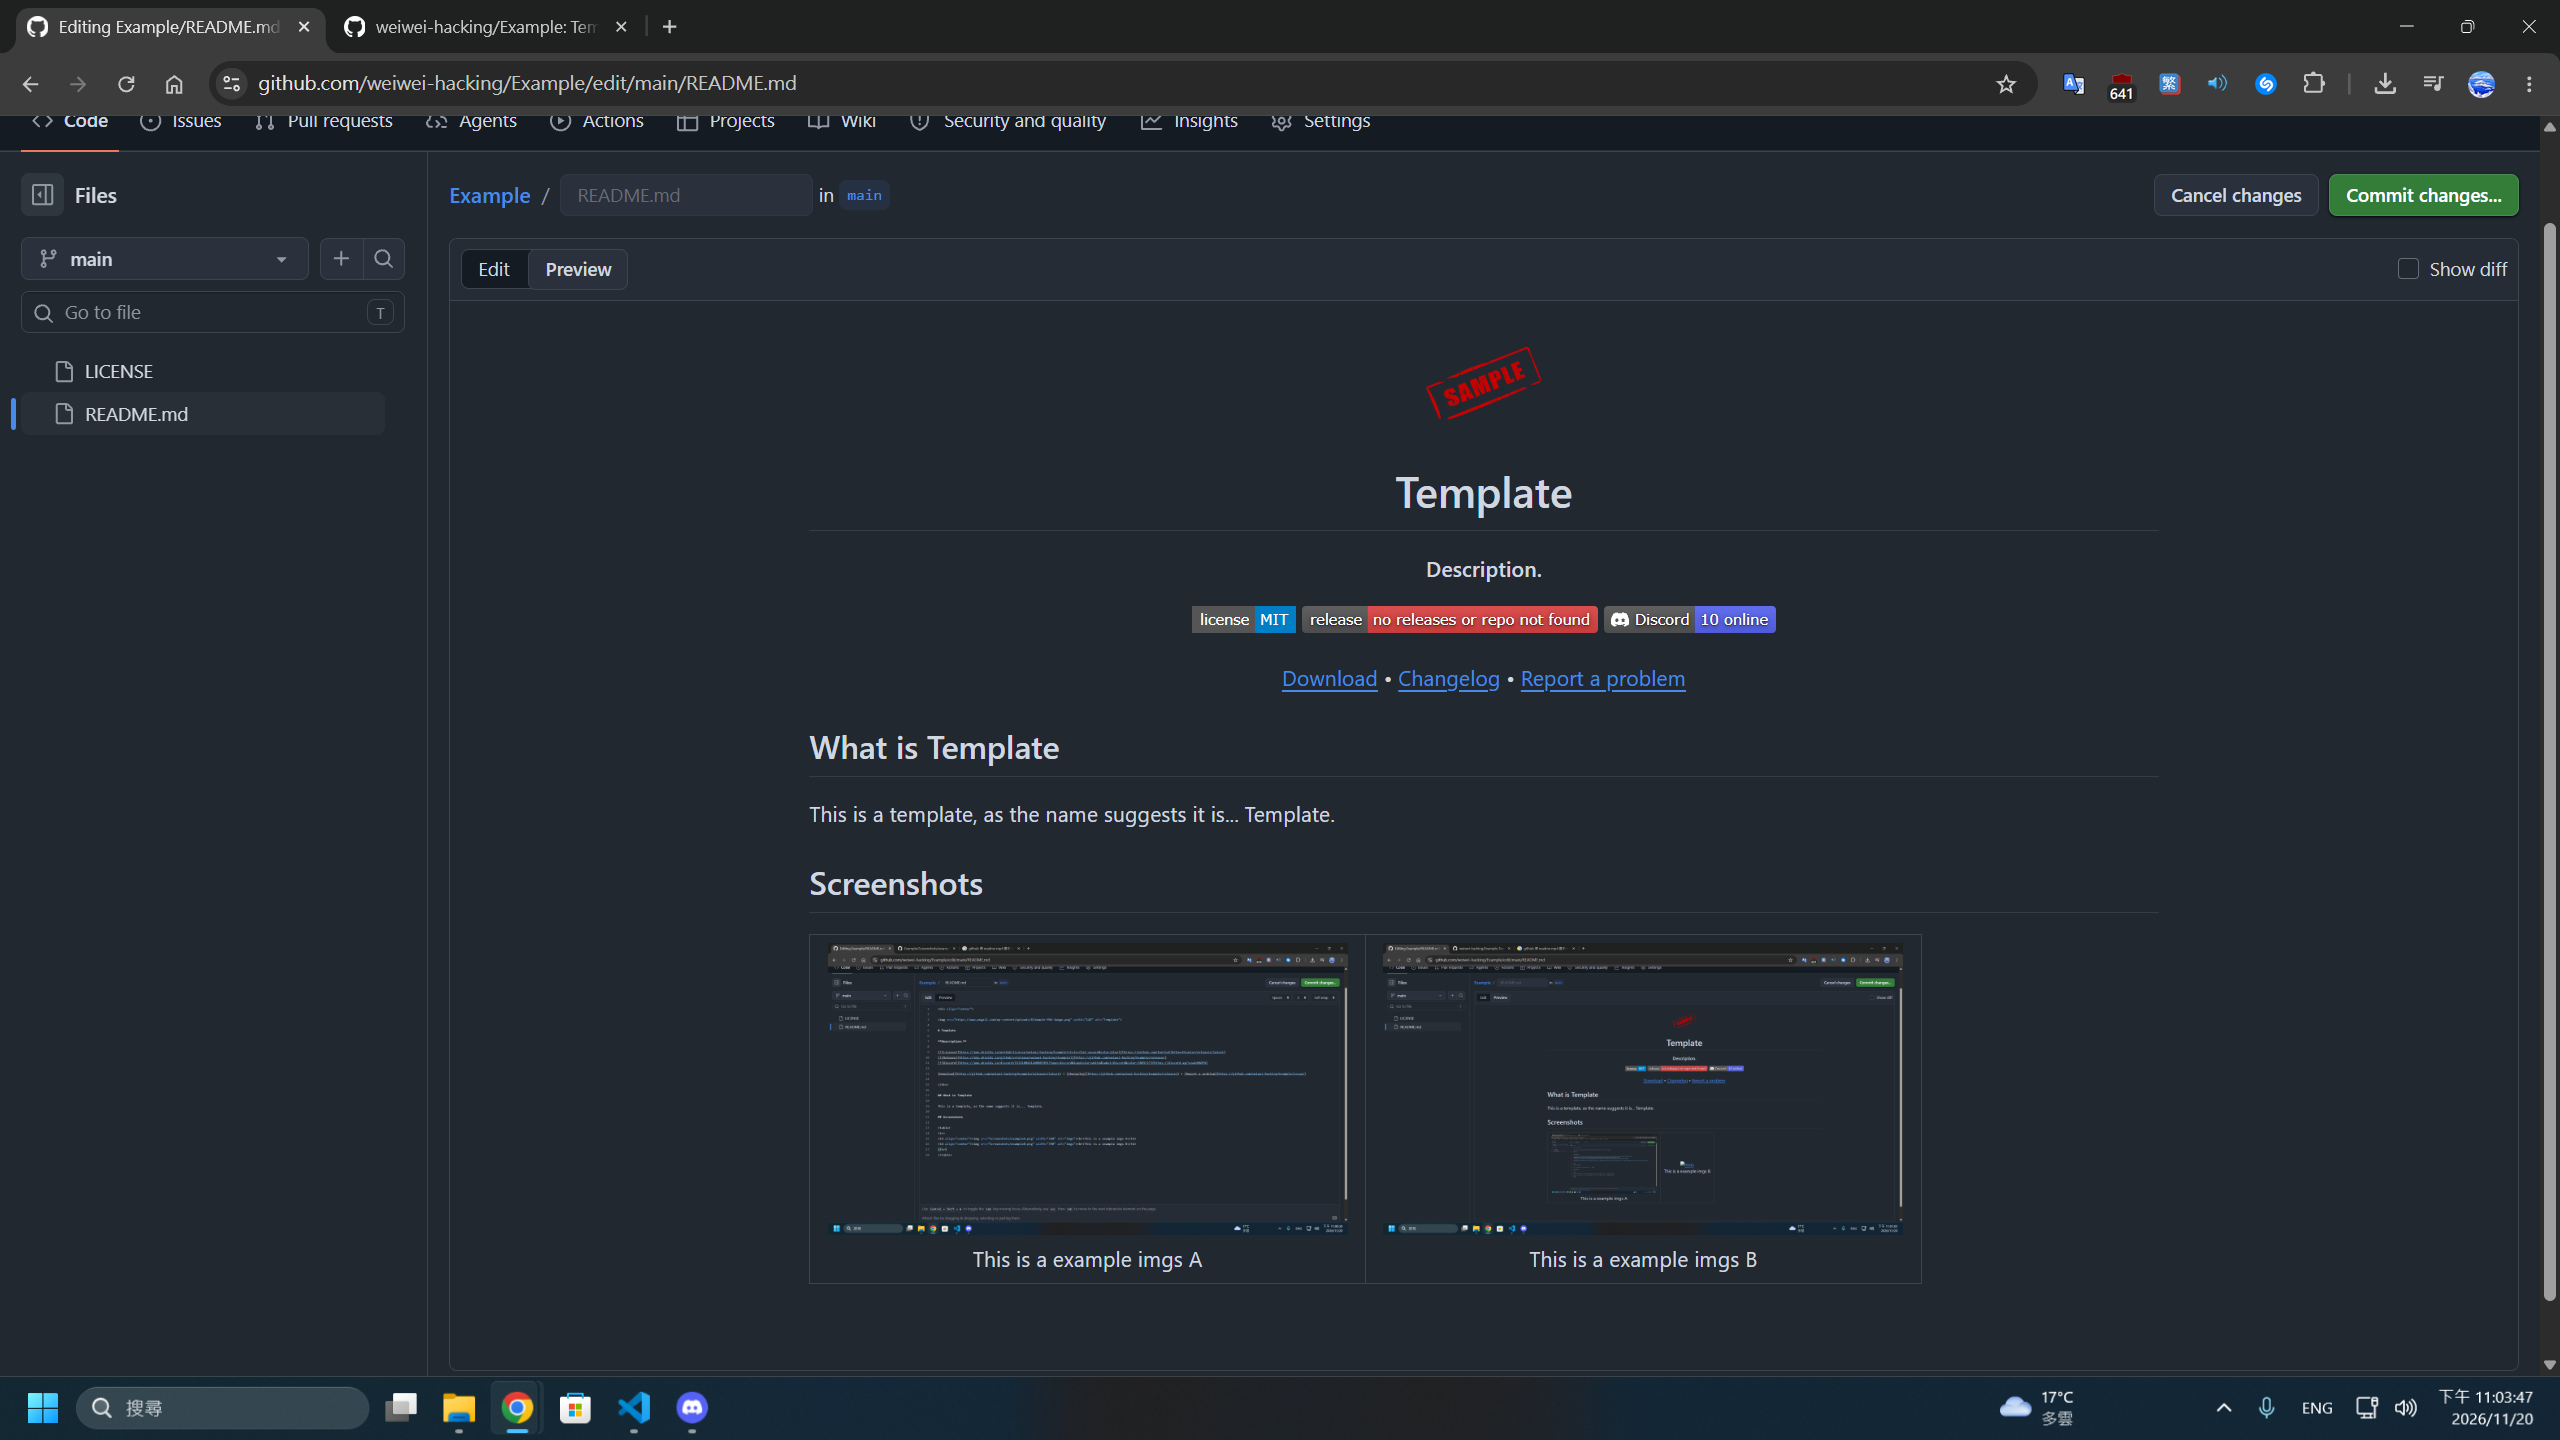 Editing Example/README.md
weiwei-hacking/Example: Tem
github.com/weiwei-hacking/Example/edit/main/README.md
641
繁
Code
Issues
Pull requests
Agents
Actions
Projects
Wiki
Security and quality
Insights
Settings
Files
Example / README.md in main
Cancel changes
Commit changes...
main
Edit
Preview
Show diff
Go to file
T
LICENSE
README.md
SAMPLE
Template
Description.
license MIT
release no releases or repo not found
Discord 10 online
Download • Changelog • Report a problem
What is Template
This is a template, as the name suggests it is... Template.
Screenshots
This is a example imgs A
This is a example imgs B
搜尋
17°C
多雲
ENG
下午 11:03:47
2026/11/20